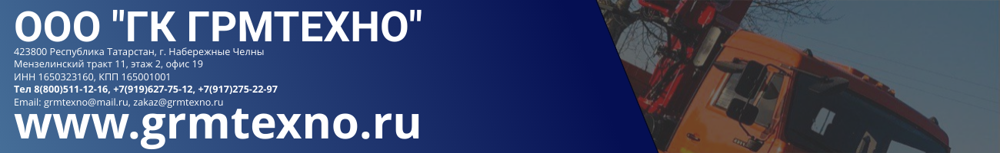 ООО "ГК ГРМТЕХНО"
423800 Республика Татарстан, г. Набережные Челны
Мензелинский тракт 11, этаж 2, офис 19
ИНН 1650323160, КПП 165001001
Тел 8(800)511-12-16, +7(919)627-75-12, +7(917)275-22-97
Email: grmtexno@mail.ru, zakaz@grmtexno.ru
www.grmtexno.ru